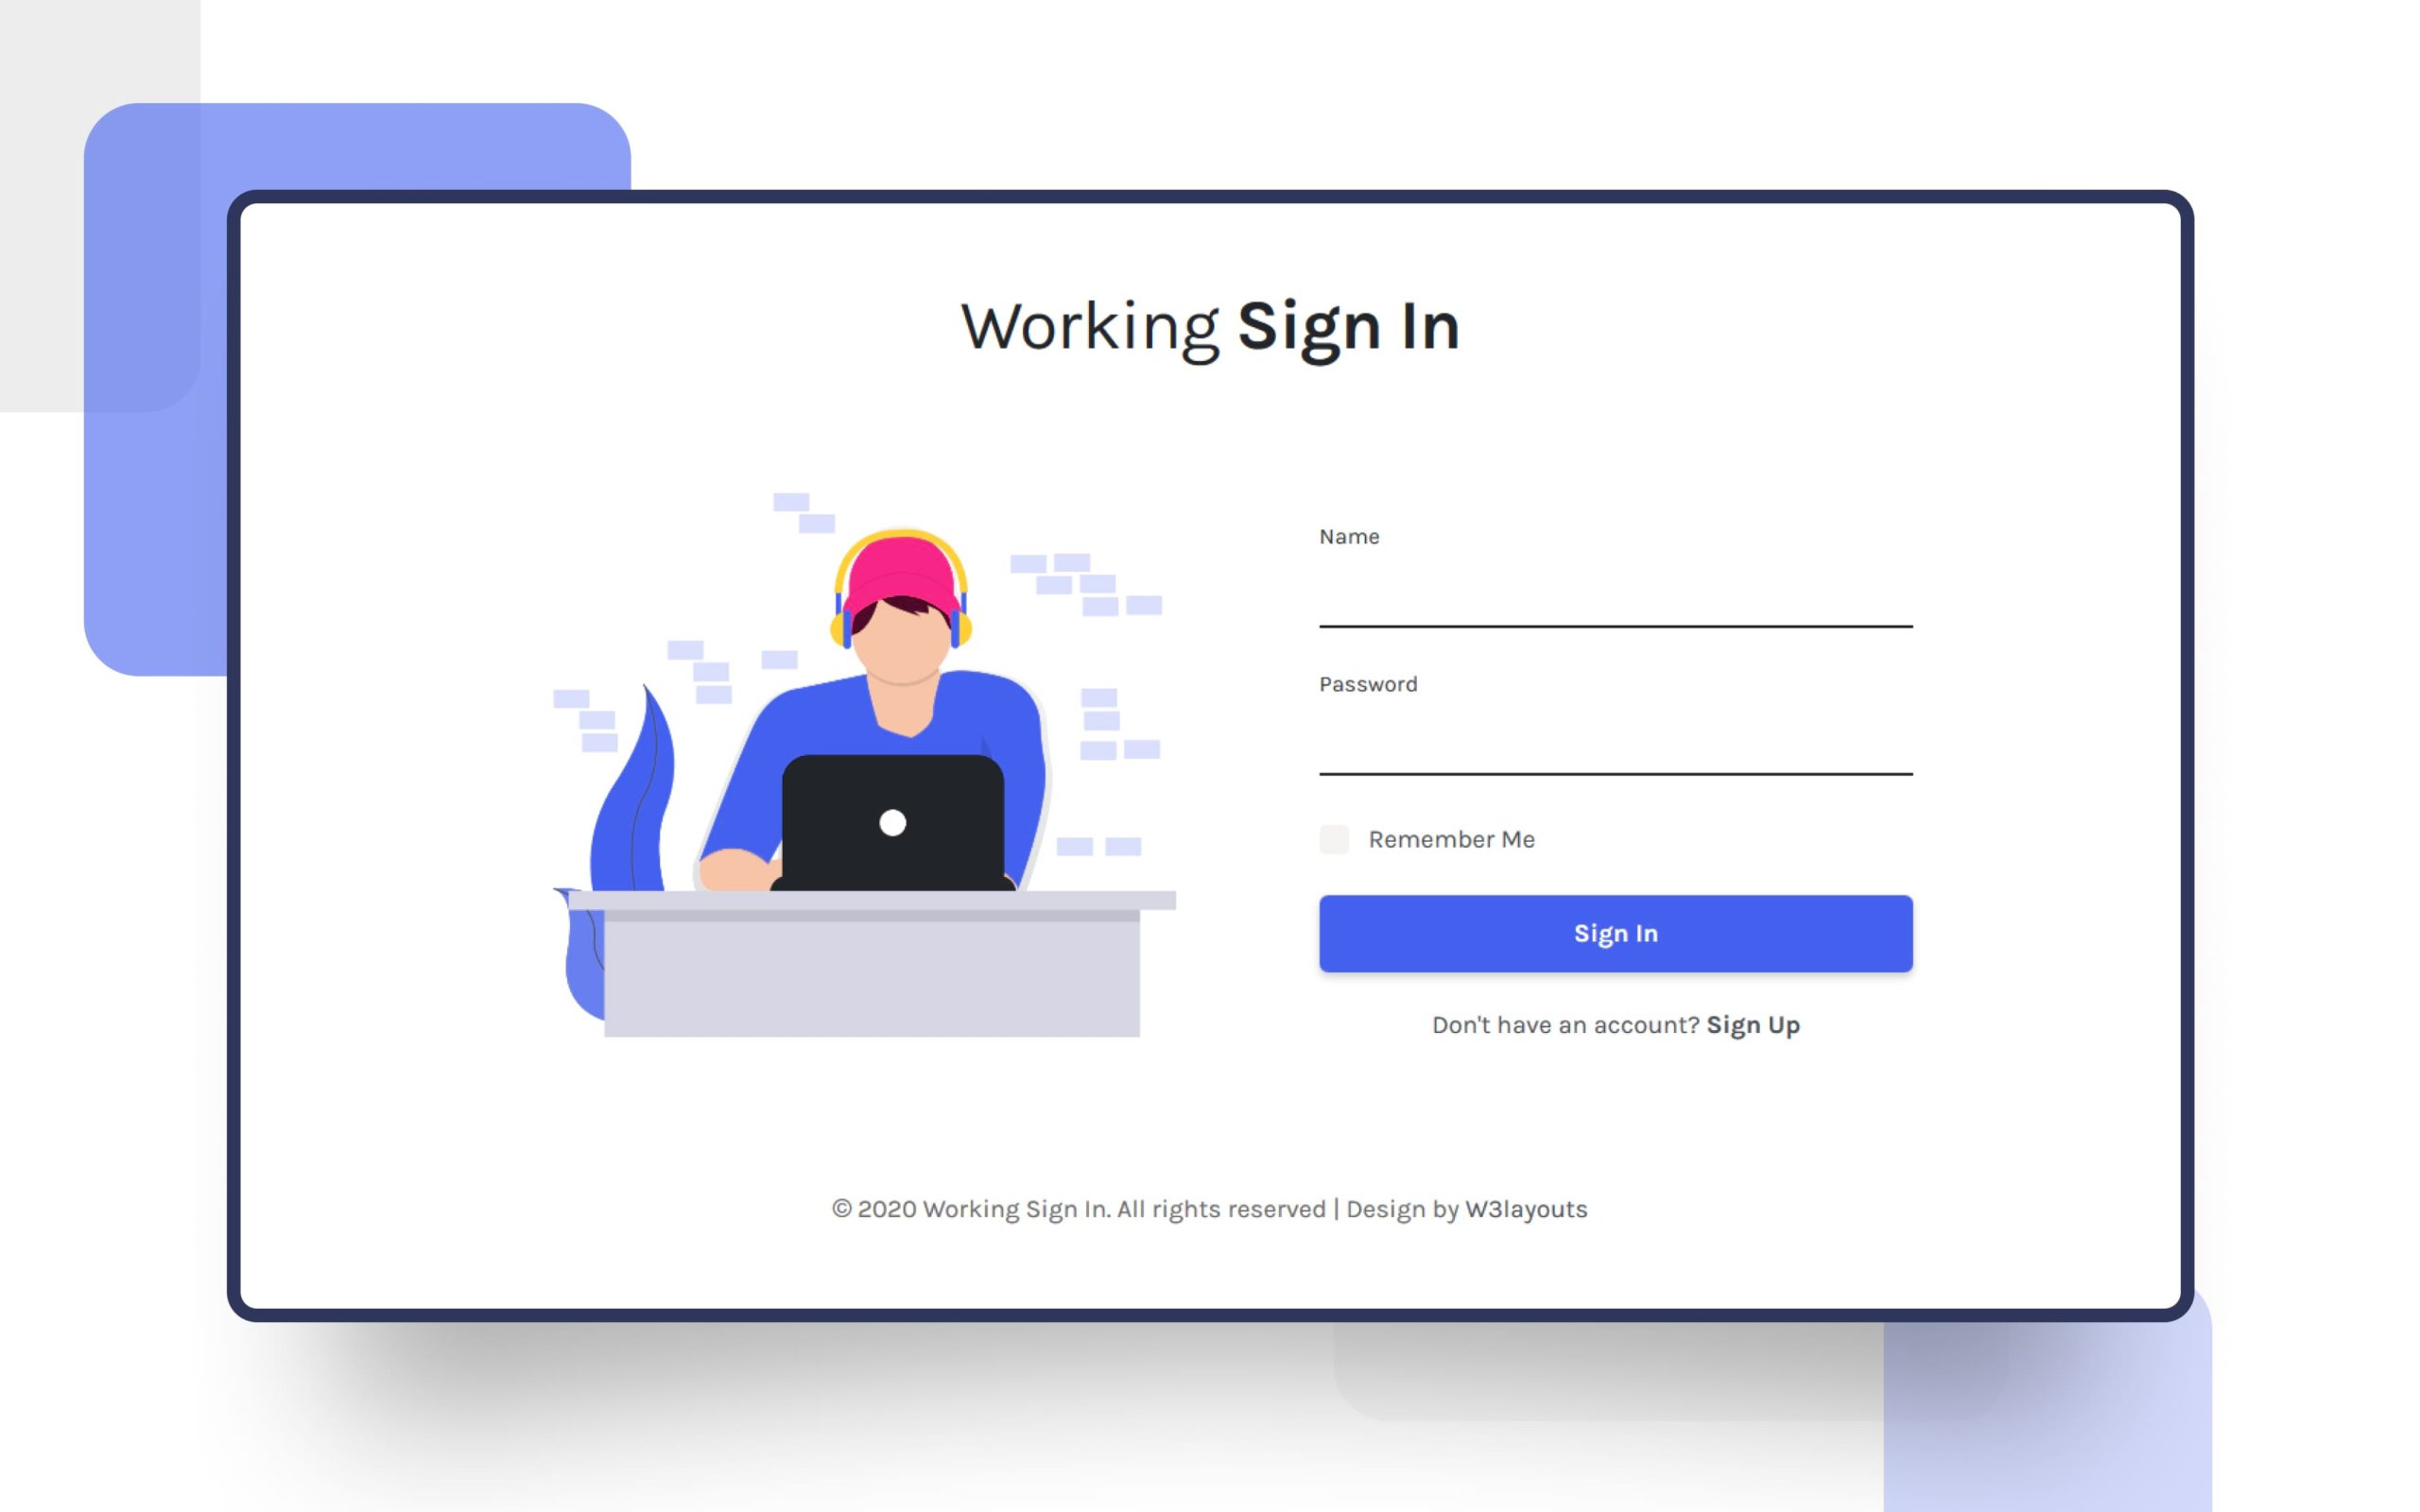 Working Sign In
Name
Password
Remember Me
Sign In
Don't have an account? Sign Up
© 2020 Working Sign In. All rights reserved | Design by W3layouts